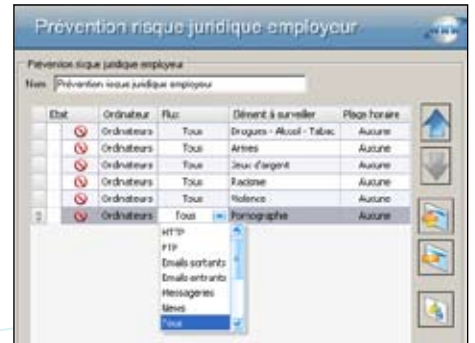 Prévention risque juridique employeur
Prévention risque juridique employeur
Nom Prévention risque juridique employeur
Etat Ordinateur Flux Elément à surveiller Plage horaire
Ordinateurs Tous Drogues - Alcool - Tabac Aucune
Ordinateurs Tous Armes Aucune
Ordinateurs Tous Jeux d'argent Aucune
Ordinateurs Tous Racisme Aucune
Ordinateurs Tous Violence Aucune
Ordinateurs Tous Pornographie Aucune
HTTP
FTP
Emails sortants
Emails entrants
Messageries
News
Tous